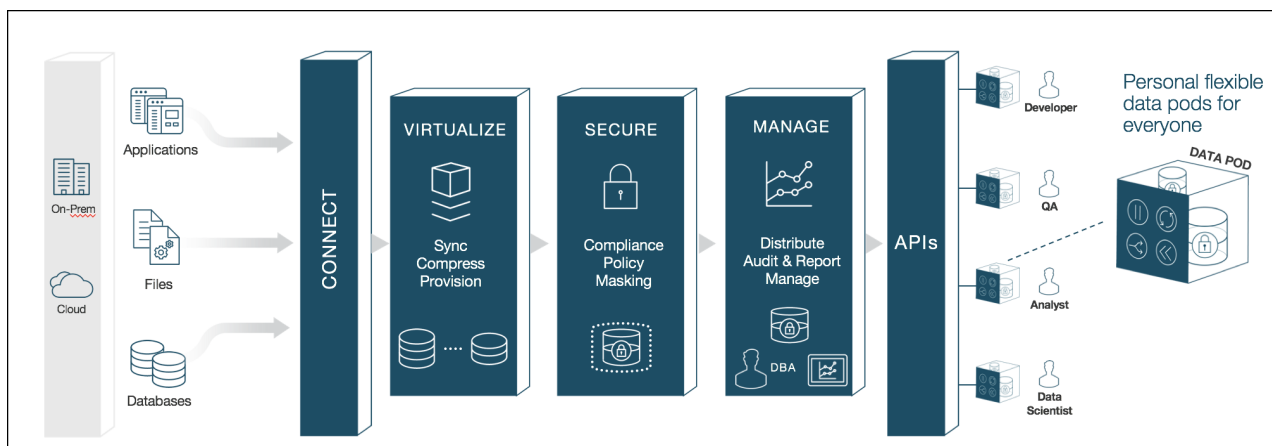 On-Prem
Cloud
Applications
Files
Databases
CONNECT
VIRTUALIZE
Sync
Compress
Provision
SECURE
Compliance
Policy
Masking
MANAGE
Distribute
Audit & Report
Manage
DBA
APIs
Developer
QA
Analyst
Data
Scientist
Personal flexible
data pods for
everyone
DATA POD